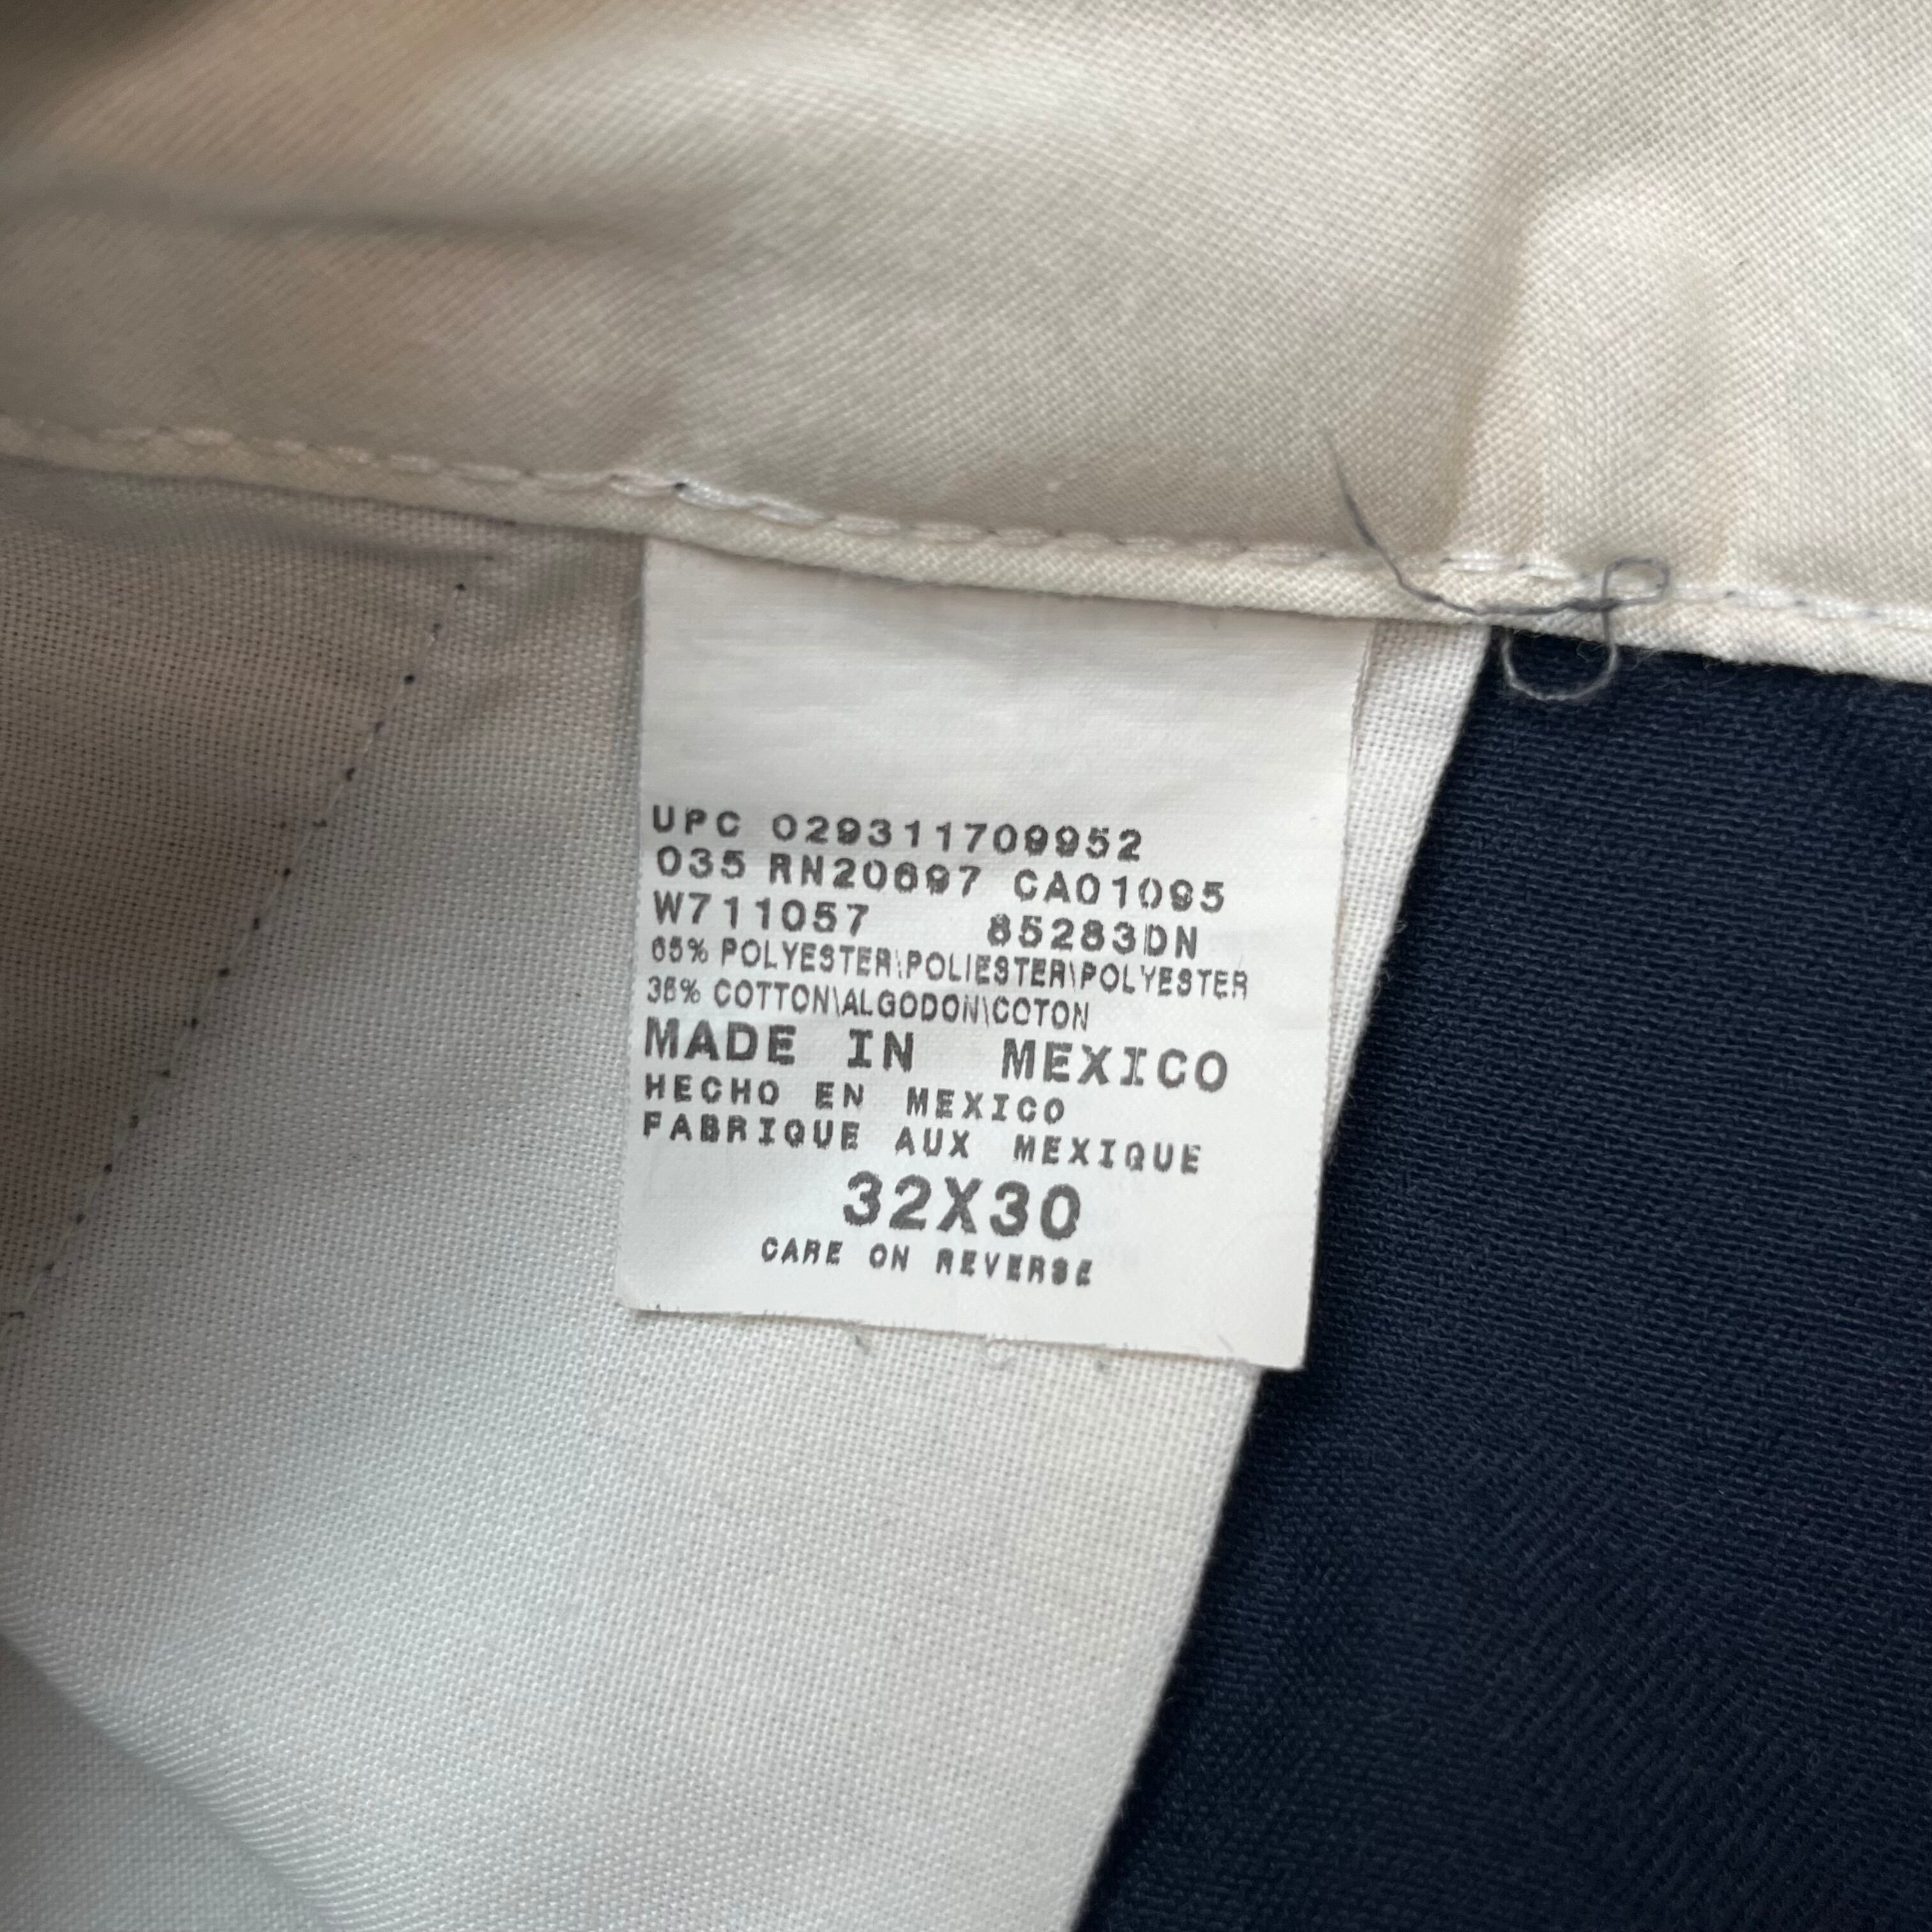 UPC 029311709952
035 RN20697 CA01095
W711057 85283DN
65% POLYESTER\POLIESTER\POLYESTER
35% COTTON\ALGODON\COTON
MADE IN MEXICO
HECHO EN MEXICO
FABRIQUE AUX MEXIQUE
32X30
CARE ON REVERSE